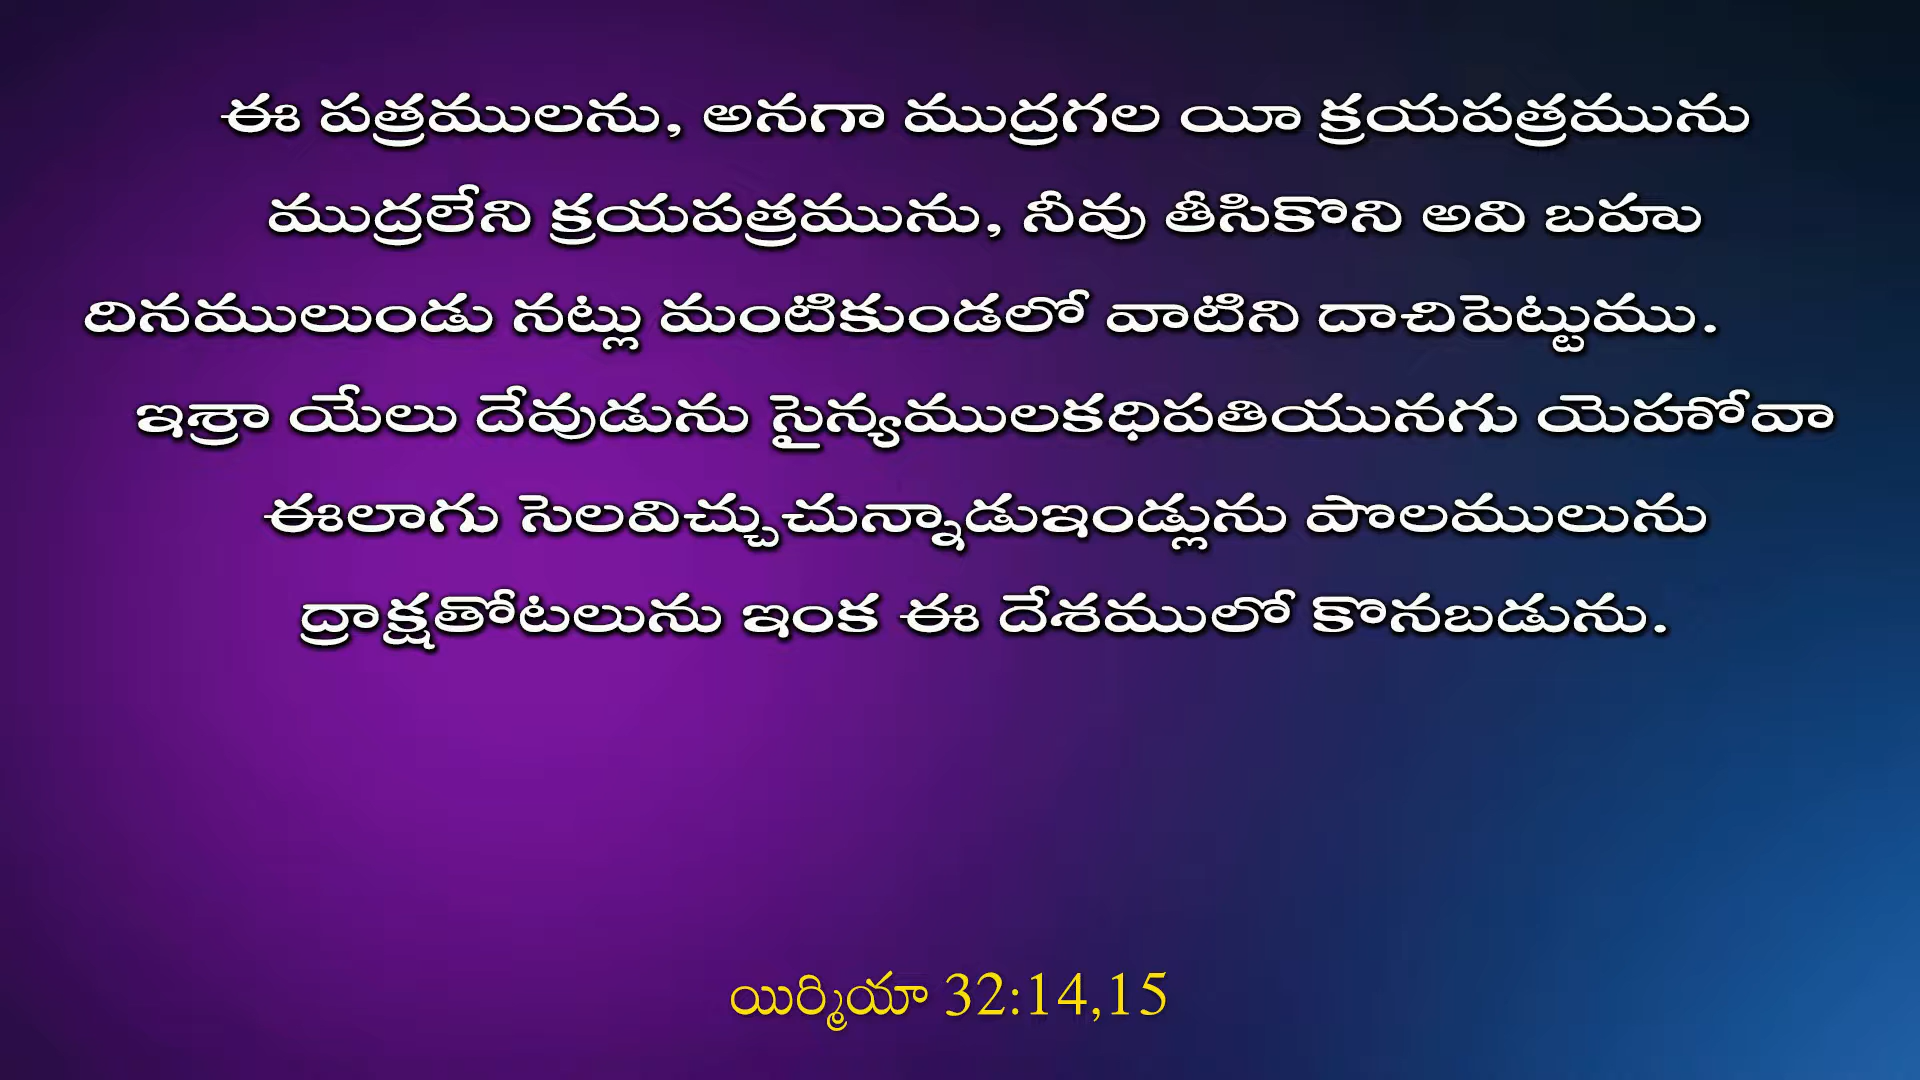 ఈ పత్రములను, అనగా ముద్రగల యీ క్రయపత్రమును
ముద్రలేని క్రయపత్రమును, నీవు తీసికొని అవి బహు
దినములుండు నట్లు మంటికుండలో వాటిని దాచిపెట్టుము.
ఇశ్రా యేలు దేవుడును సైన్యములకధిపతియునగు యెహోవా
ఈలాగు సెలవిచ్చుచున్నాడుఇండ్లును పొలములును
ద్రాక్షతోటలును ఇంక ఈ దేశములో కొనబడును.
యిర్మియా 32:14,15